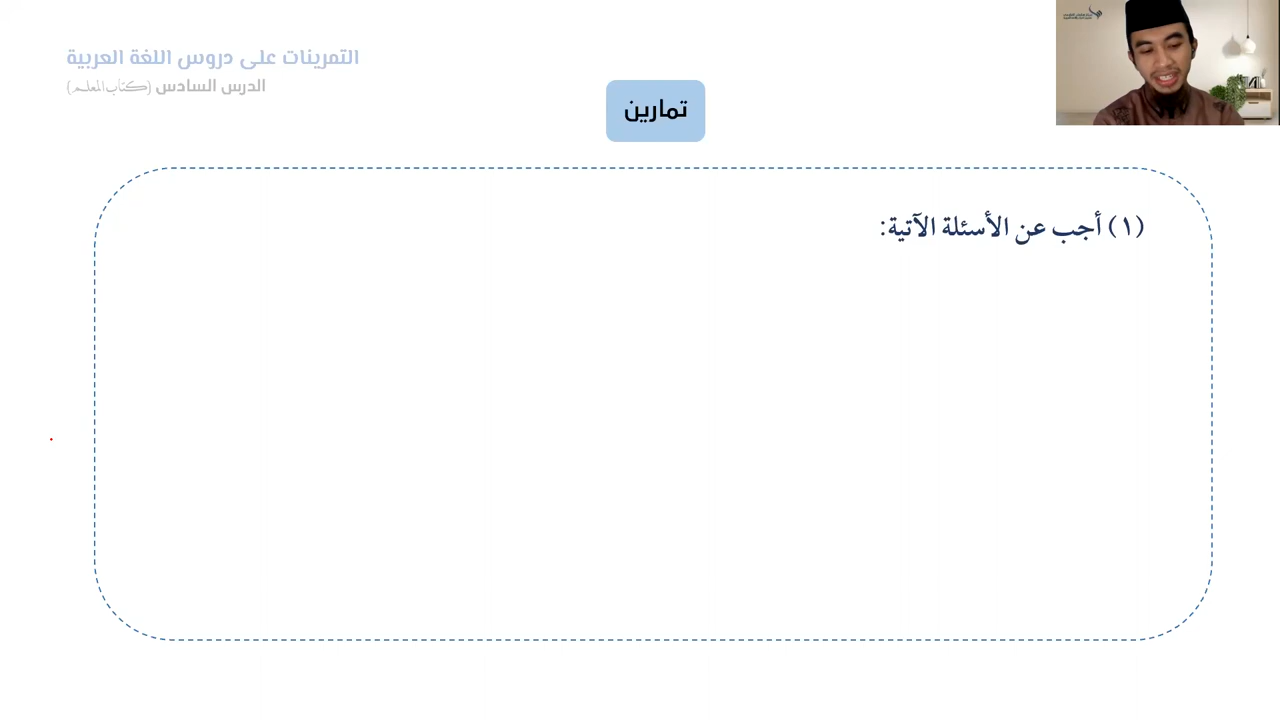 التمرينات على دروس اللغة العربية
الدرس السادس (كتاب المعلم)
تمارين
(١) أجب عن الأسئلة الآتية: